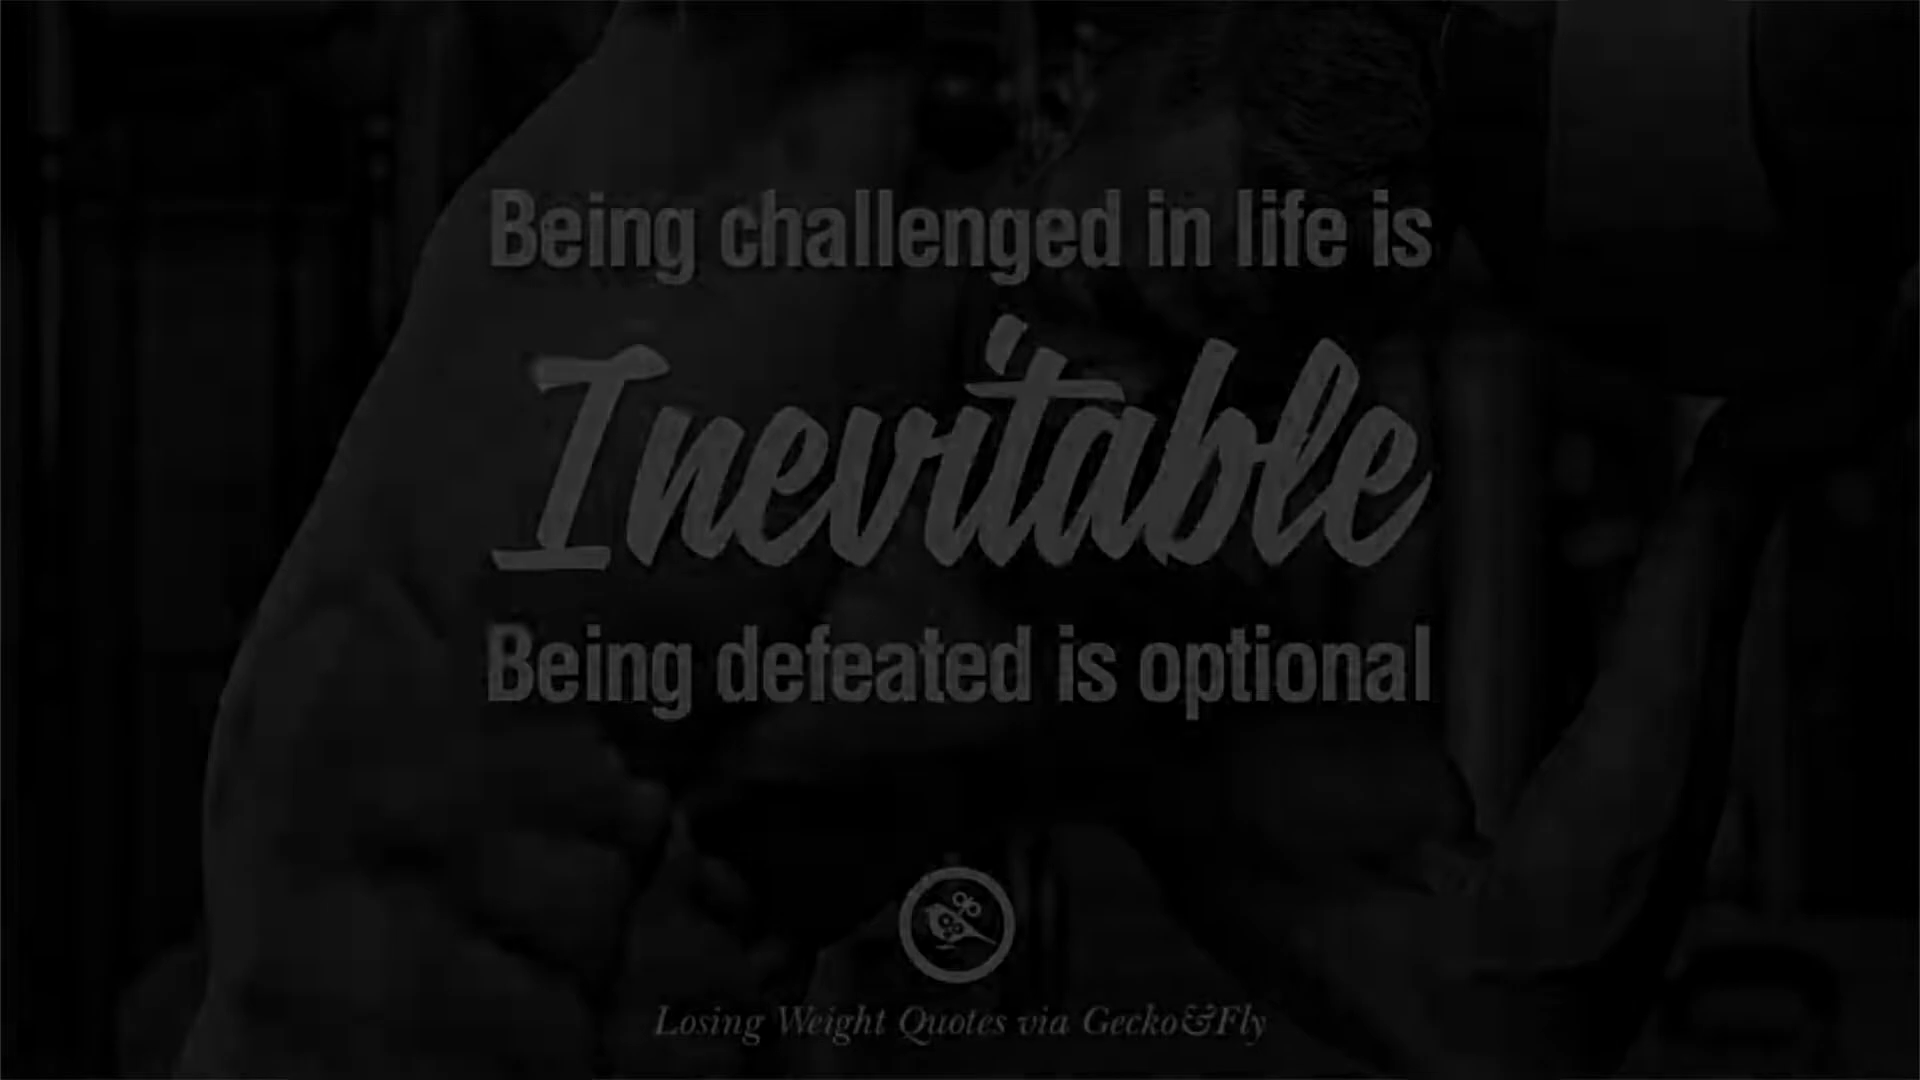 Being challenged in life is
Inevitable
Being defeated is optional
Losing Weight Quotes via Gecko&Fly